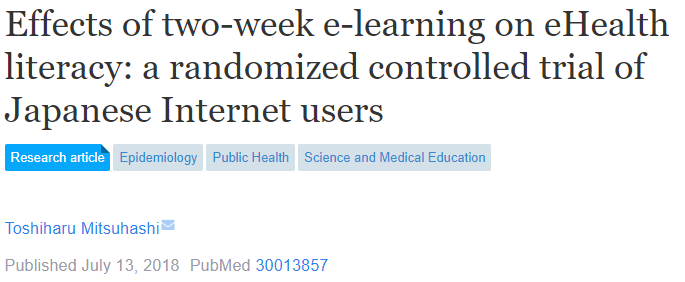 Effects of two-week e-learning on eHealth
literacy: a randomized controlled trial of
Japanese Internet users
Research article Epidemiology Public Health Science and Medical Education
Toshiharu Mitsuhashi
Published July 13, 2018 PubMed 30013857